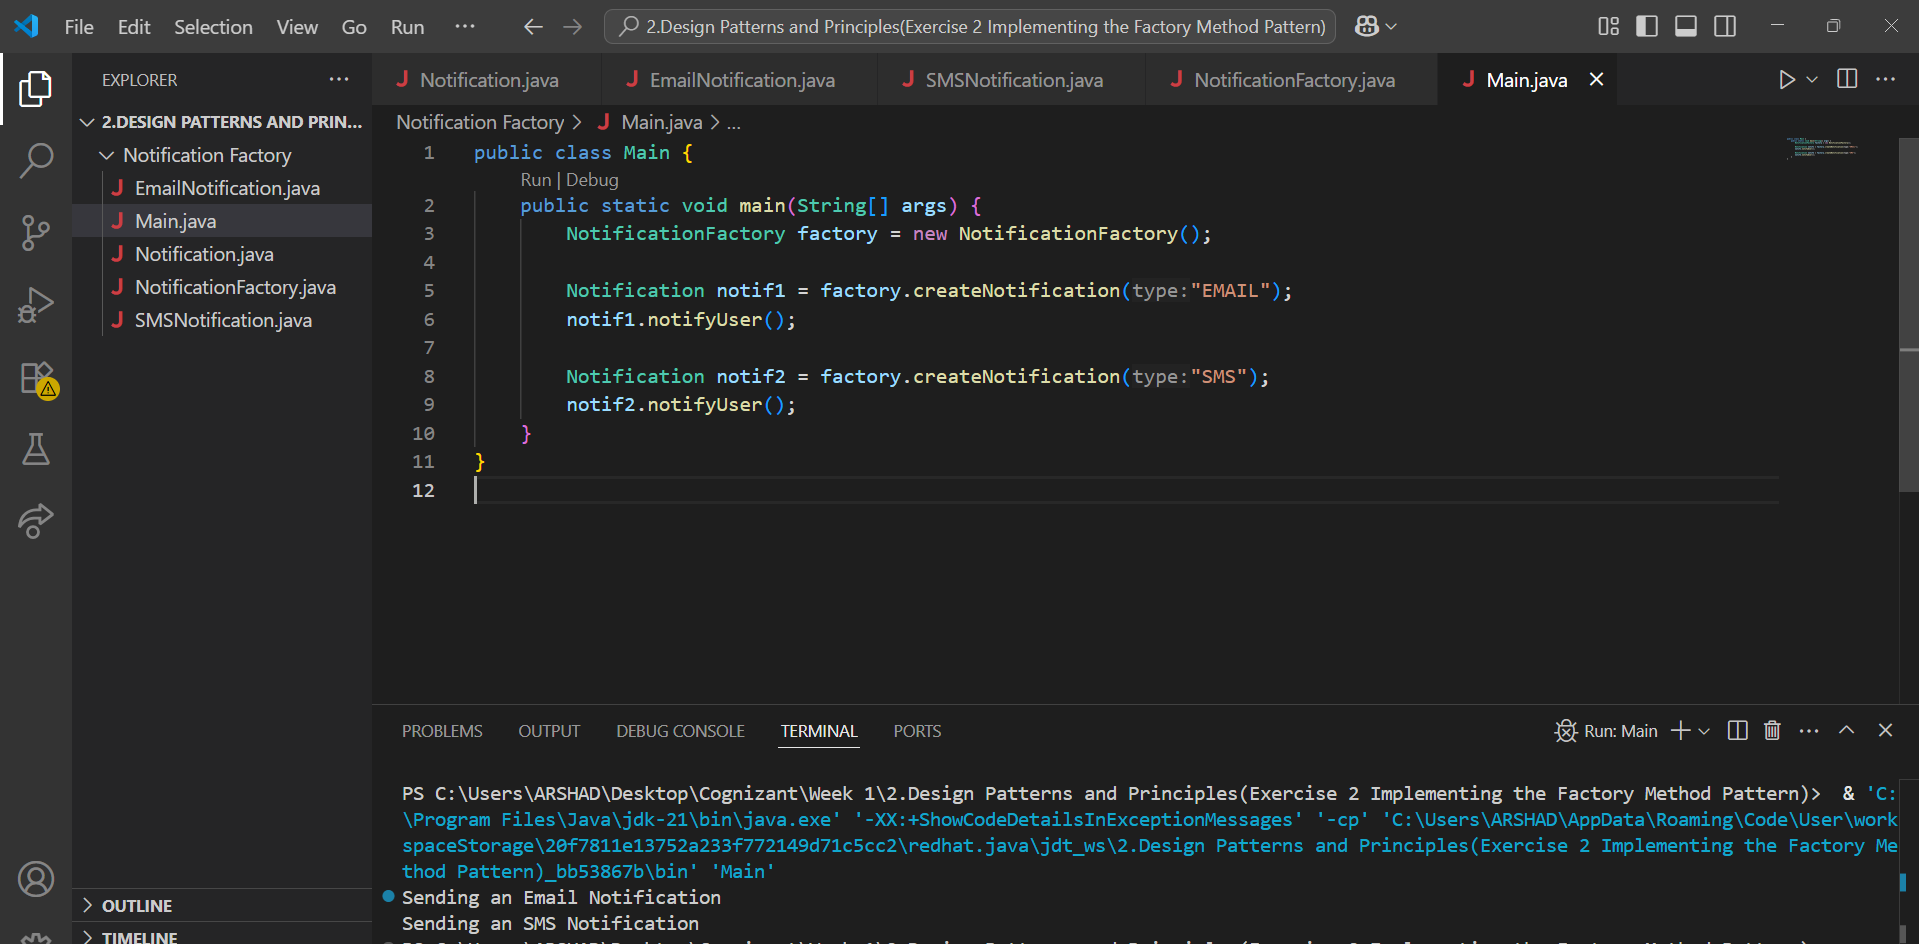 File Edit Selection View Go Run ···
2.Design Patterns and Principles(Exercise 2 Implementing the Factory Method Pattern)
EXPLORER ···
2.DESIGN PATTERNS AND PRIN...
Notification Factory
J EmailNotification.java
J Main.java
J Notification.java
J NotificationFactory.java
J SMSNotification.java
OUTLINE
TIMELINE
J Notification.java J EmailNotification.java J SMSNotification.java J NotificationFactory.java J Main.java
Notification Factory > J Main.java > ...
1 public class Main {
Run | Debug
2 public static void main(String[] args) {
3 NotificationFactory factory = new NotificationFactory();
4
5 Notification notif1 = factory.createNotification(type:"EMAIL");
6 notif1.notifyUser();
7
8 Notification notif2 = factory.createNotification(type:"SMS");
9 notif2.notifyUser();
10 }
11 }
12
PROBLEMS OUTPUT DEBUG CONSOLE TERMINAL PORTS Run: Main
PS C:\Users\ARSHAD\Desktop\Cognizant\Week 1\2.Design Patterns and Principles(Exercise 2 Implementing the Factory Method Pattern)> & 'C:
\Program Files\Java\jdk-21\bin\java.exe' '-XX:+ShowCodeDetailsInExceptionMessages' '-cp' 'C:\Users\ARSHAD\AppData\Roaming\Code\User\work
spaceStorage\20f7811e13752a233f772149d71c5cc2\redhat.java\jdt_ws\2.Design Patterns and Principles(Exercise 2 Implementing the Factory Me
thod Pattern)_bb53867b\bin' 'Main'
Sending an Email Notification
Sending an SMS Notification